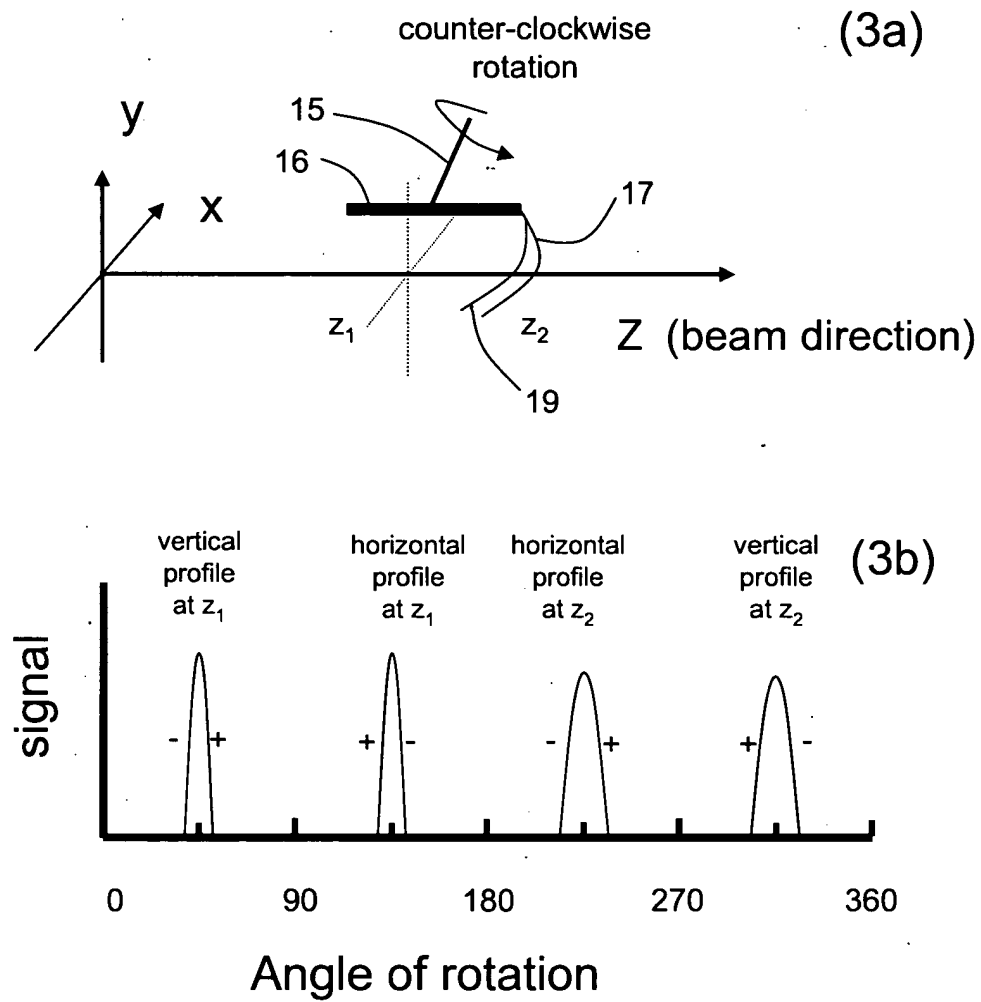 (3a)
counter-clockwise
rotation
15
y
16
x
17
z1
z2
Z (beam direction)
19
(3b)
vertical
profile
at z1
horizontal
profile
at z1
horizontal
profile
at z2
vertical
profile
at z2
signal
- +
+ -
- +
+ -
0 90 180 270 360
Angle of rotation